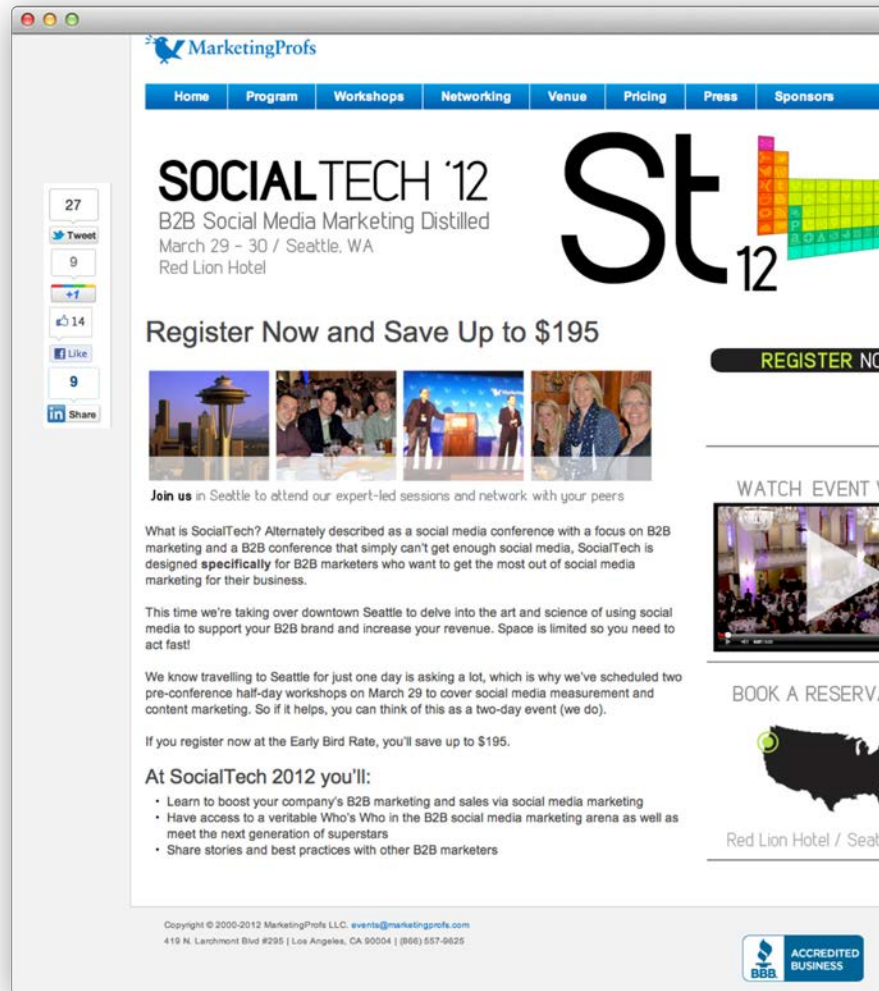 MarketingProfs
Home Program Workshops Networking Venue Pricing Press Sponsors
SOCIALTECH '12
B2B Social Media Marketing Distilled
March 29 - 30 / Seattle, WA
Red Lion Hotel
St12
27
Tweet
9
+1
14
Like
9
in Share
Register Now and Save Up to $195
REGISTER NO
Join us in Seattle to attend our expert-led sessions and network with your peers
What is SocialTech? Alternately described as a social media conference with a focus on B2B
marketing and a B2B conference that simply can't get enough social media, SocialTech is
designed specifically for B2B marketers who want to get the most out of social media
marketing for their business.
This time we're taking over downtown Seattle to delve into the art and science of using social
media to support your B2B brand and increase your revenue. Space is limited so you need to
act fast!
We know travelling to Seattle for just one day is asking a lot, which is why we've scheduled two
pre-conference half-day workshops on March 29 to cover social media measurement and
content marketing. So if it helps, you can think of this as a two-day event (we do).
If you register now at the Early Bird Rate, you'll save up to $195.
At SocialTech 2012 you'll:
• Learn to boost your company's B2B marketing and sales via social media marketing
• Have access to a veritable Who's Who in the B2B social media marketing arena as well as
meet the next generation of superstars
• Share stories and best practices with other B2B marketers
WATCH EVENT
BOOK A RESERVA
Red Lion Hotel / Seat
Copyright © 2000-2012 MarketingProfs LLC. events@marketingprofs.com
419 N. Larchmont Blvd #295 | Los Angeles, CA 90004 | (866) 557-9625
BBB.
ACCREDITED
BUSINESS